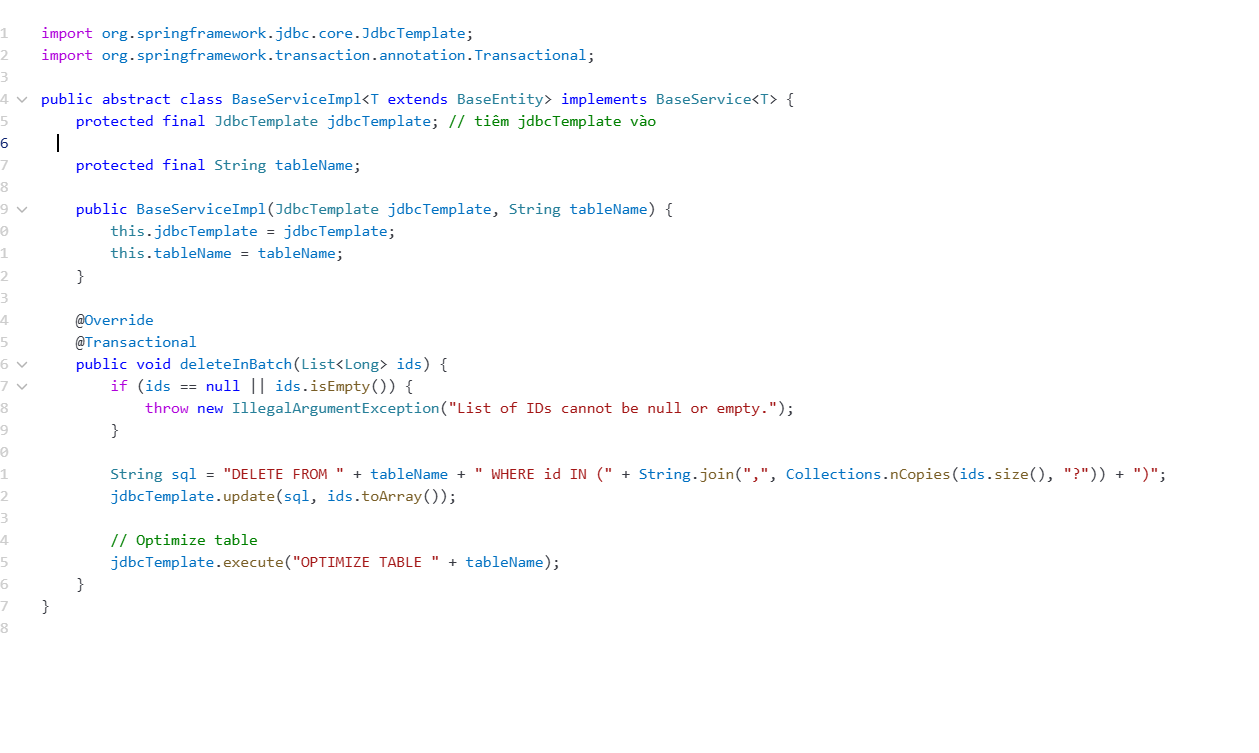 1 import org.springframework.jdbc.core.JdbcTemplate;
2 import org.springframework.transaction.annotation.Transactional;
3
4 public abstract class BaseServiceImpl<T extends BaseEntity> implements BaseService<T> {
5 protected final JdbcTemplate jdbcTemplate; // tiêm jdbcTemplate vào
6
7 protected final String tableName;
8
9 public BaseServiceImpl(JdbcTemplate jdbcTemplate, String tableName) {
0 this.jdbcTemplate = jdbcTemplate;
1 this.tableName = tableName;
2 }
3
4 @Override
5 @Transactional
6 public void deleteInBatch(List<Long> ids) {
7 if (ids == null || ids.isEmpty()) {
8 throw new IllegalArgumentException("List of IDs cannot be null or empty.");
9 }
0
1 String sql = "DELETE FROM " + tableName + " WHERE id IN (" + String.join(",", Collections.nCopies(ids.size(), "?")) + ")";
2 jdbcTemplate.update(sql, ids.toArray());
3
4 // Optimize table
5 jdbcTemplate.execute("OPTIMIZE TABLE " + tableName);
6 }
7 }
8